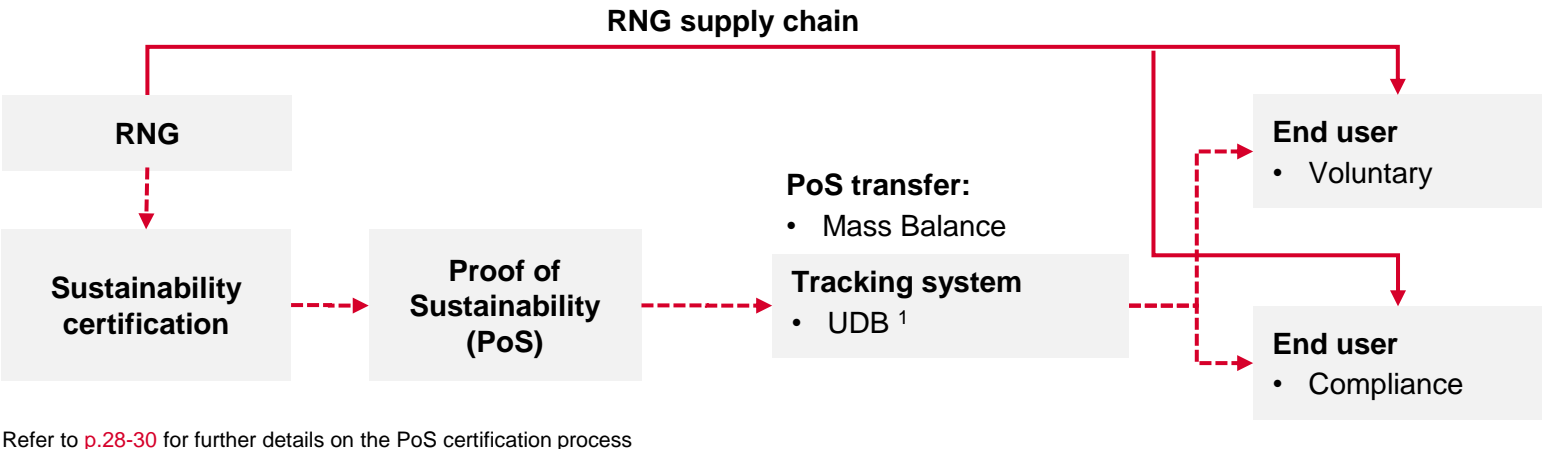 RNG supply chain
RNG
Sustainability
certification
Proof of
Sustainability
(PoS)
PoS transfer:
• Mass Balance
Tracking system
• UDB ¹
End user
• Voluntary
End user
• Compliance
Refer to p.28-30 for further details on the PoS certification process